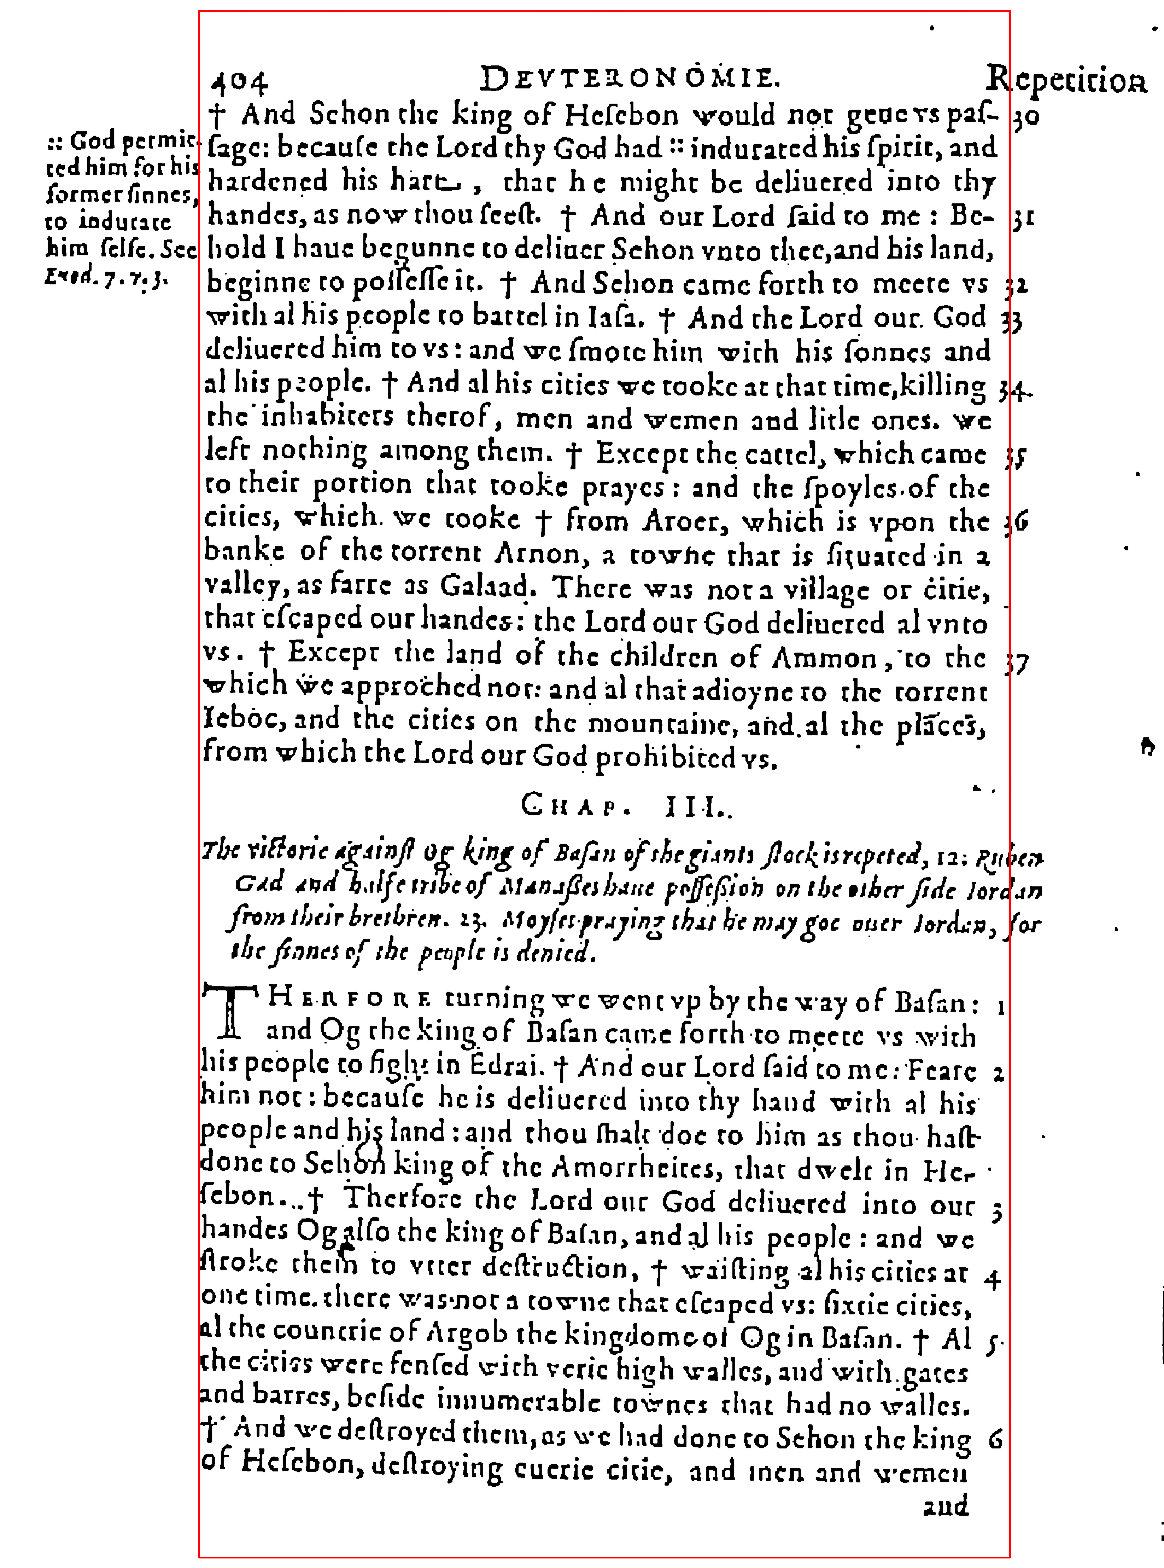 404 DEVTERONOMIE. Repetition
† And Sehon the king of Heſebon would not geue vs paſ- 30
ſage: becauſe the Lord thy God had :: indurated his ſpirit, and
hardened his hart, that he might be deliuered into thy
handes, as now thou ſeeſt. † And our Lord ſaid to me: Be- 31
hold I haue begunne to deliuer Sehon vnto thee, and his land,
beginne to poſſeſſe it. † And Sehon came forth to meete vs 32
with al his people to battel in Iaſa. † And the Lord our God 33
deliuered him to vs: and we ſmote him with his ſonnes and
al his people. † And al his cities we tooke at that time, killing 34
the inhabiters therof, men and wemen and litle ones. we
left nothing among them. † Except the cattel, which came 35
to their portion that tooke prayes: and the ſpoyles of the
cities, which we tooke † from Aroer, which is vpon the 36
banke of the torrent Arnon, a towne that is ſituated in a
valley, as farre as Galaad. There was not a village or citie,
that eſcaped our handes: the Lord our God deliuered al vnto
vs. † Except the land of the children of Ammon, to the 37
which we approched not: and al that adioyne to the torrent
Ieboc, and the cities on the mountaine, and al the places,
from which the Lord our God prohibited vs.
:: God permit-
ted him for his
former ſinnes,
to indurate
him ſelfe. See
Exod. 7. v. 3.
CHAP. III.
The victorie againſt Og king of Baſan of the giants ſtock is repeted, 12. Ruben
Gad and halfe tribe of Manaſſes haue poſſeſſion on the other ſide Iordan
from their brethren. 23. Moyſes praying that he may goe ouer Iordan, for
the ſinnes of the people is denied.
THERFORE turning we went vp by the way of Baſan: 1
and Og the king of Baſan came forth to meete vs with
his people to fight in Edrai. † And our Lord ſaid to me: Feare 2
him not: becauſe he is deliuered into thy hand with al his
people and his land: and thou ſhalt doe to him as thou haſt
done to Sehon king of the Amorrheites, that dwelt in He-
ſebon. † Therfore the Lord our God deliuered into our 3
handes Og alſo the king of Baſan, and al his people: and we
ſtroke them to vtter deſtruction, † waiſting al his cities at 4
one time. there was not a towne that eſcaped vs: ſixtie cities,
al the countrie of Argob the kingdome of Og in Baſan. † Al 5
the cities were fenſed with verie high walles, and with gates
and barres, beſide innumerable townes that had no walles.
† And we deſtroyed them, as we had done to Sehon the king 6
of Heſebon, deſtroying euerie citie, and men and wemen
and